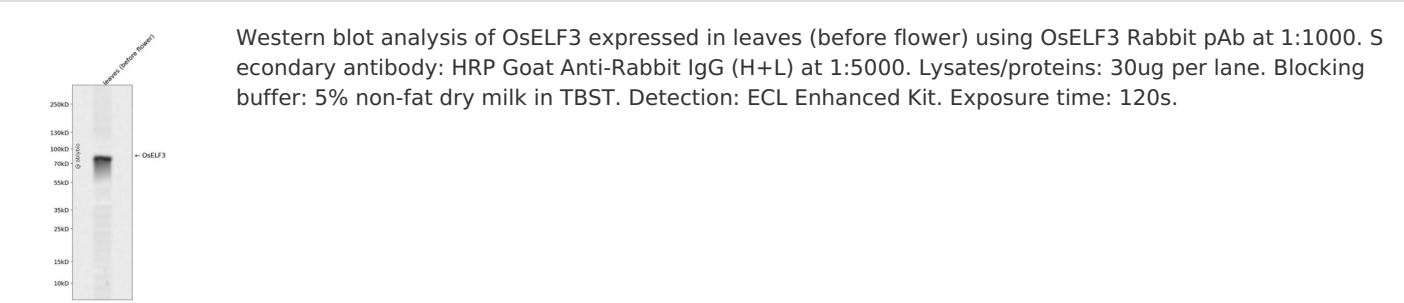 leaves (before flower)
Western blot analysis of OsELF3 expressed in leaves (before flower) using OsELF3 Rabbit pAb at 1:1000. S
econdary antibody: HRP Goat Anti-Rabbit IgG (H+L) at 1:5000. Lysates/proteins: 30ug per lane. Blocking
buffer: 5% non-fat dry milk in TBST. Detection: ECL Enhanced Kit. Exposure time: 120s.
250kD
130kD
100kD
70kD
55kD
35kD
25kD
15kD
10kD
← OsELF3